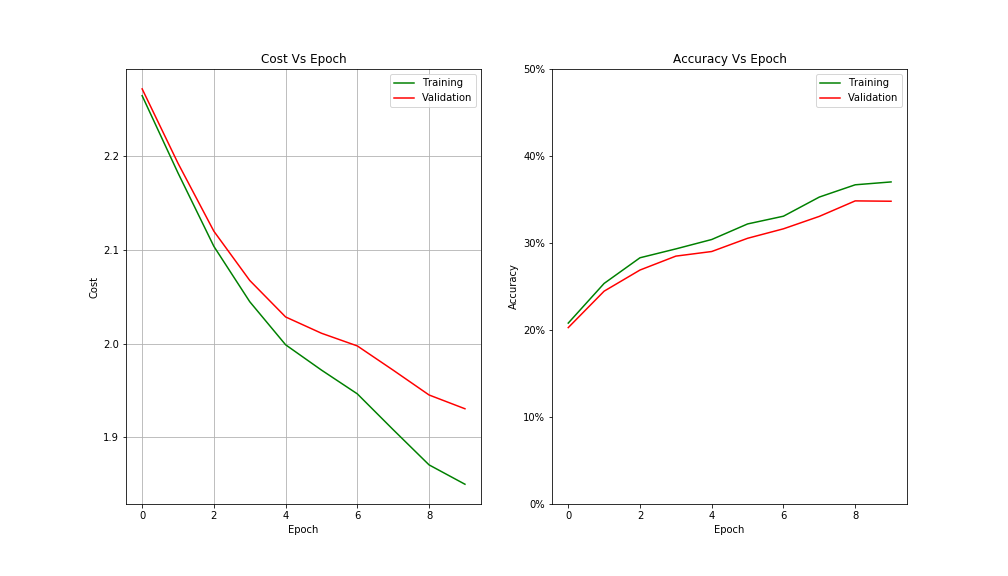 Cost Vs Epoch
Training
Validation
2.2
2.1
2.0
1.9
Cost
0 2 4 6 8
Epoch
Accuracy Vs Epoch
Training
Validation
50%
40%
30%
20%
10%
0%
Accuracy
0 2 4 6 8
Epoch